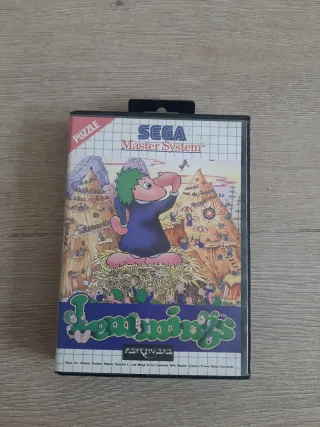 PUZZLE
SEGA
Master System
Lemmings
PSYGNOSIS